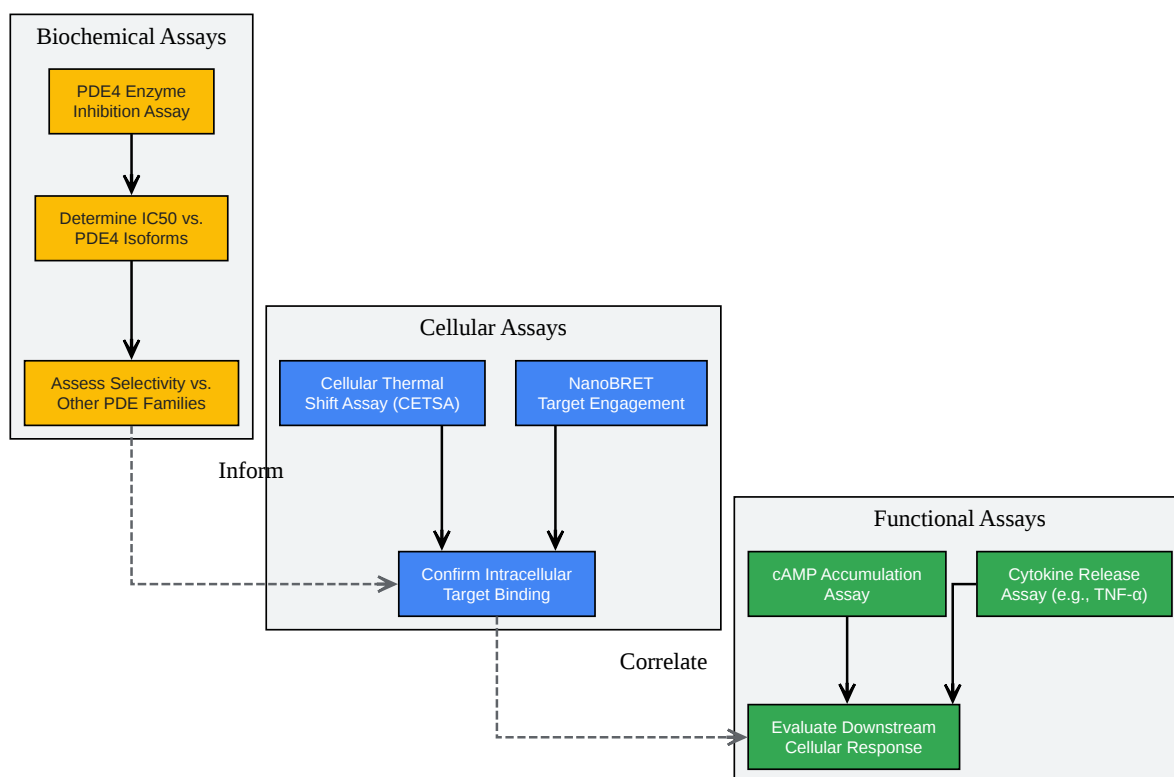 Biochemical Assays
PDE4 Enzyme
Inhibition Assay
Determine IC50 vs.
PDE4 Isoforms
Assess Selectivity vs.
Other PDE Families
Inform
Cellular Assays
Cellular Thermal
Shift Assay (CETSA)
NanoBRET
Target Engagement
Confirm Intracellular
Target Binding
Correlate
Functional Assays
cAMP Accumulation
Assay
Cytokine Release
Assay (e.g., TNF-α)
Evaluate Downstream
Cellular Response